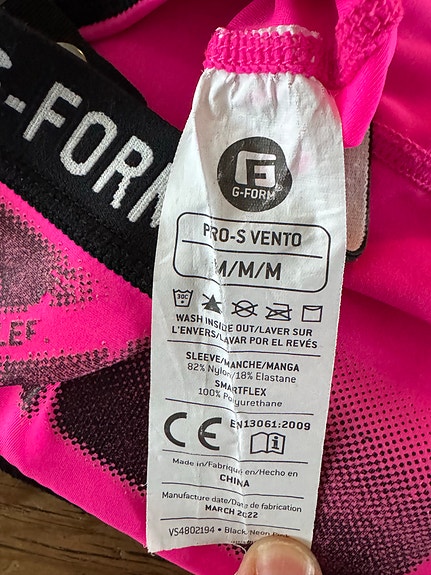 -FORM
G-FORM
PRO-S VENTO
M/M/M
30C
WASH INSIDE OUT/LAVER SUR
L'ENVERS/LAVAR POR EL REVÉS
SLEEVE/MANCHE/MANGA
82% Nylon/18% Elastane
SMARTFLEX
100% Polyurethane
CE EN13061:2009
i
Made in/Fabriqué en/Hecho en
CHINA
Manufacture date/Date de fabrication
MARCH 2022
VS4802194 • Black/Neon Pink